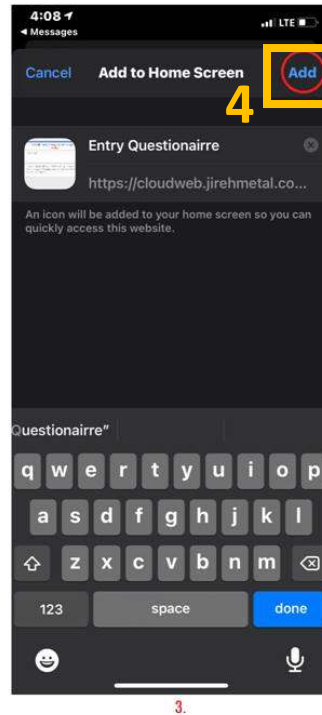 4:08
LTE
◀ Messages
Cancel Add to Home Screen Add
4
Entry Questionairre
https://cloudweb.jirehmetal.co...
An icon will be added to your home screen so you can
quickly access this website.
Questionairre”
q w e r t y u i o p
a s d f g h j k l
z x c v b n m
123 space done
3.